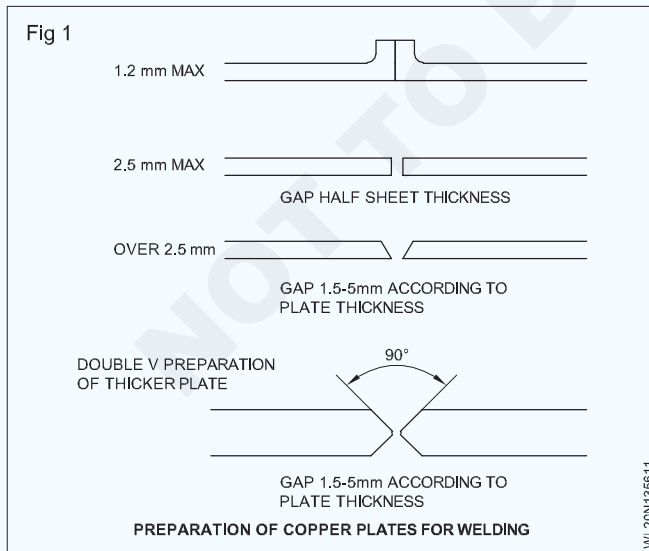 Fig 1
1.2 mm MAX
2.5 mm MAX
GAP HALF SHEET THICKNESS
OVER 2.5 mm
GAP 1.5-5mm ACCORDING TO
PLATE THICKNESS
90°
DOUBLE V PREPARATION
OF THICKER PLATE
GAP 1.5-5mm ACCORDING TO
PLATE THICKNESS
PREPARATION OF COPPER PLATES FOR WELDING
NOT TO B